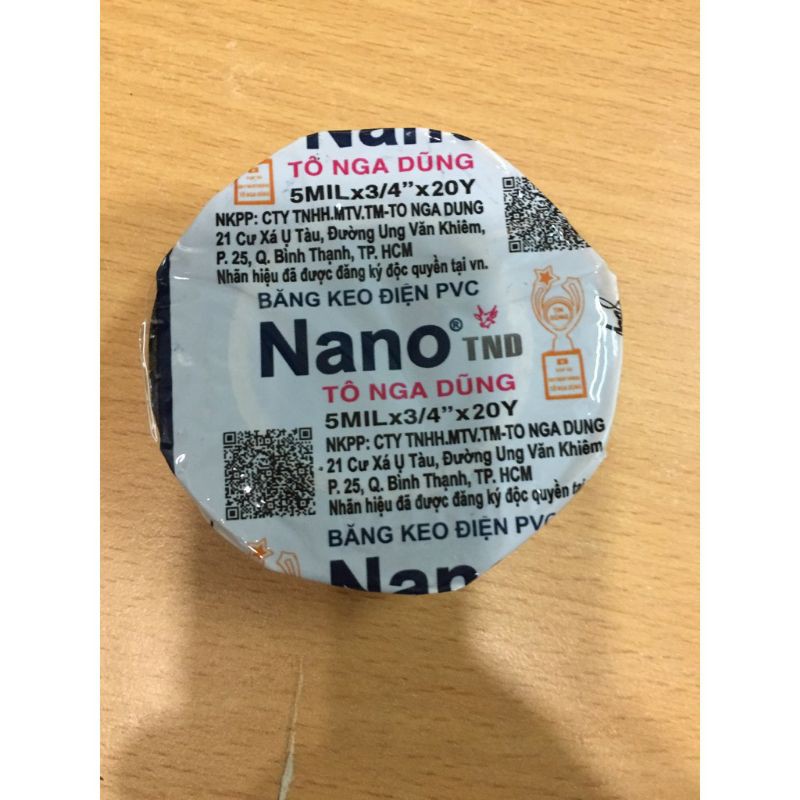 Nano
TÔ NGA DŨNG
5MILx3/4"x20Y
NKPP: CTY TNHH.MTV.TM-TO NGA DUNG
21 Cư Xá Ụ Tàu, Đường Ung Văn Khiêm,
P. 25, Q. Bình Thạnh, TP. HCM
Nhãn hiệu đã được đăng ký độc quyền tại vn.
BĂNG KEO ĐIỆN PVC
Nano® TND
TÔ NGA DŨNG
5MILx3/4"x20Y
NKPP: CTY TNHH.MTV.TM-TO NGA DUNG
21 Cư Xá Ụ Tàu, Đường Ung Văn Khiêm,
P. 25, Q. Bình Thạnh, TP. HCM
Nhãn hiệu đã được đăng ký độc quyền tại
BĂNG KEO ĐIỆN PVC
Nan